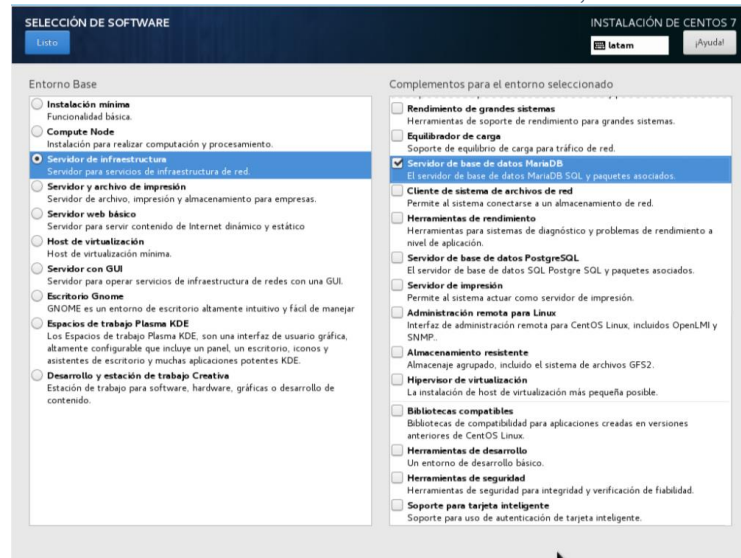 SELECCIÓN DE SOFTWARE
INSTALACIÓN DE CENTOS 7
Listo
latam
¡Ayuda!
Entorno Base
Instalación mínima
Funcionalidad básica.
Compute Node
Instalación para realizar computación y procesamiento.
Servidor de infraestructura
Servidor para servicios de infraestructura de red.
Servidor y archivo de impresión
Servidor de archivo, impresión y almacenamiento para empresas.
Servidor web básico
Servidor para servir contenido de Internet dinámico y estático
Host de virtualización
Host de virtualización mínima.
Servidor con GUI
Servidor para operar servicios de infraestructura de redes con una GUI.
Escritorio Gnome
GNOME es un entorno de escritorio altamente intuitivo y fácil de manejar
Espacios de trabajo Plasma KDE
Los Espacios de trabajo Plasma KDE, son una interfaz de usuario gráfica,
altamente configurable que incluye un panel, un escritorio, iconos y
asistentes de escritorio y muchas aplicaciones potentes KDE.
Desarrollo y estación de trabajo Creativa
Estación de trabajo para software, hardware, gráficas o desarrollo de
contenido.
Complementos para el entorno seleccionado
Rendimiento de grandes sistemas
Herramientas de soporte de rendimiento para grandes sistemas.
Equilibrador de carga
Soporte de equilibrio de carga para tráfico de red.
Servidor de base de datos MariaDB
El servidor de base de datos MariaDB SQL y paquetes asociados.
Cliente de sistema de archivos de red
Permite al sistema conectarse a un almacenamiento de red.
Herramientas de rendimiento
Herramientas para sistemas de diagnóstico y problemas de rendimiento a
nivel de aplicación.
Servidor de base de datos PostgreSQL
El servidor de base de datos SQL Postgre SQL y paquetes asociados.
Servidor de impresión
Permite al sistema actuar como servidor de impresión.
Administración remota para Linux
Interfaz de administración remota para CentOS Linux, incluidos OpenLMI y
SNMP..
Almacenamiento resistente
Almacenaje agrupado, incluido el sistema de archivos GFS2.
Hipervisor de virtualización
La instalación de host de virtualización más pequeña posible.
Bibliotecas compatibles
Bibliotecas de compatibilidad para aplicaciones creadas en versiones
anteriores de CentOS Linux.
Herramientas de desarrollo
Un entorno de desarrollo básico.
Herramientas de seguridad
Herramientas de seguridad para integridad y verificación de fiabilidad.
Soporte para tarjeta inteligente
Soporte para uso de autenticación de tarjeta inteligente.